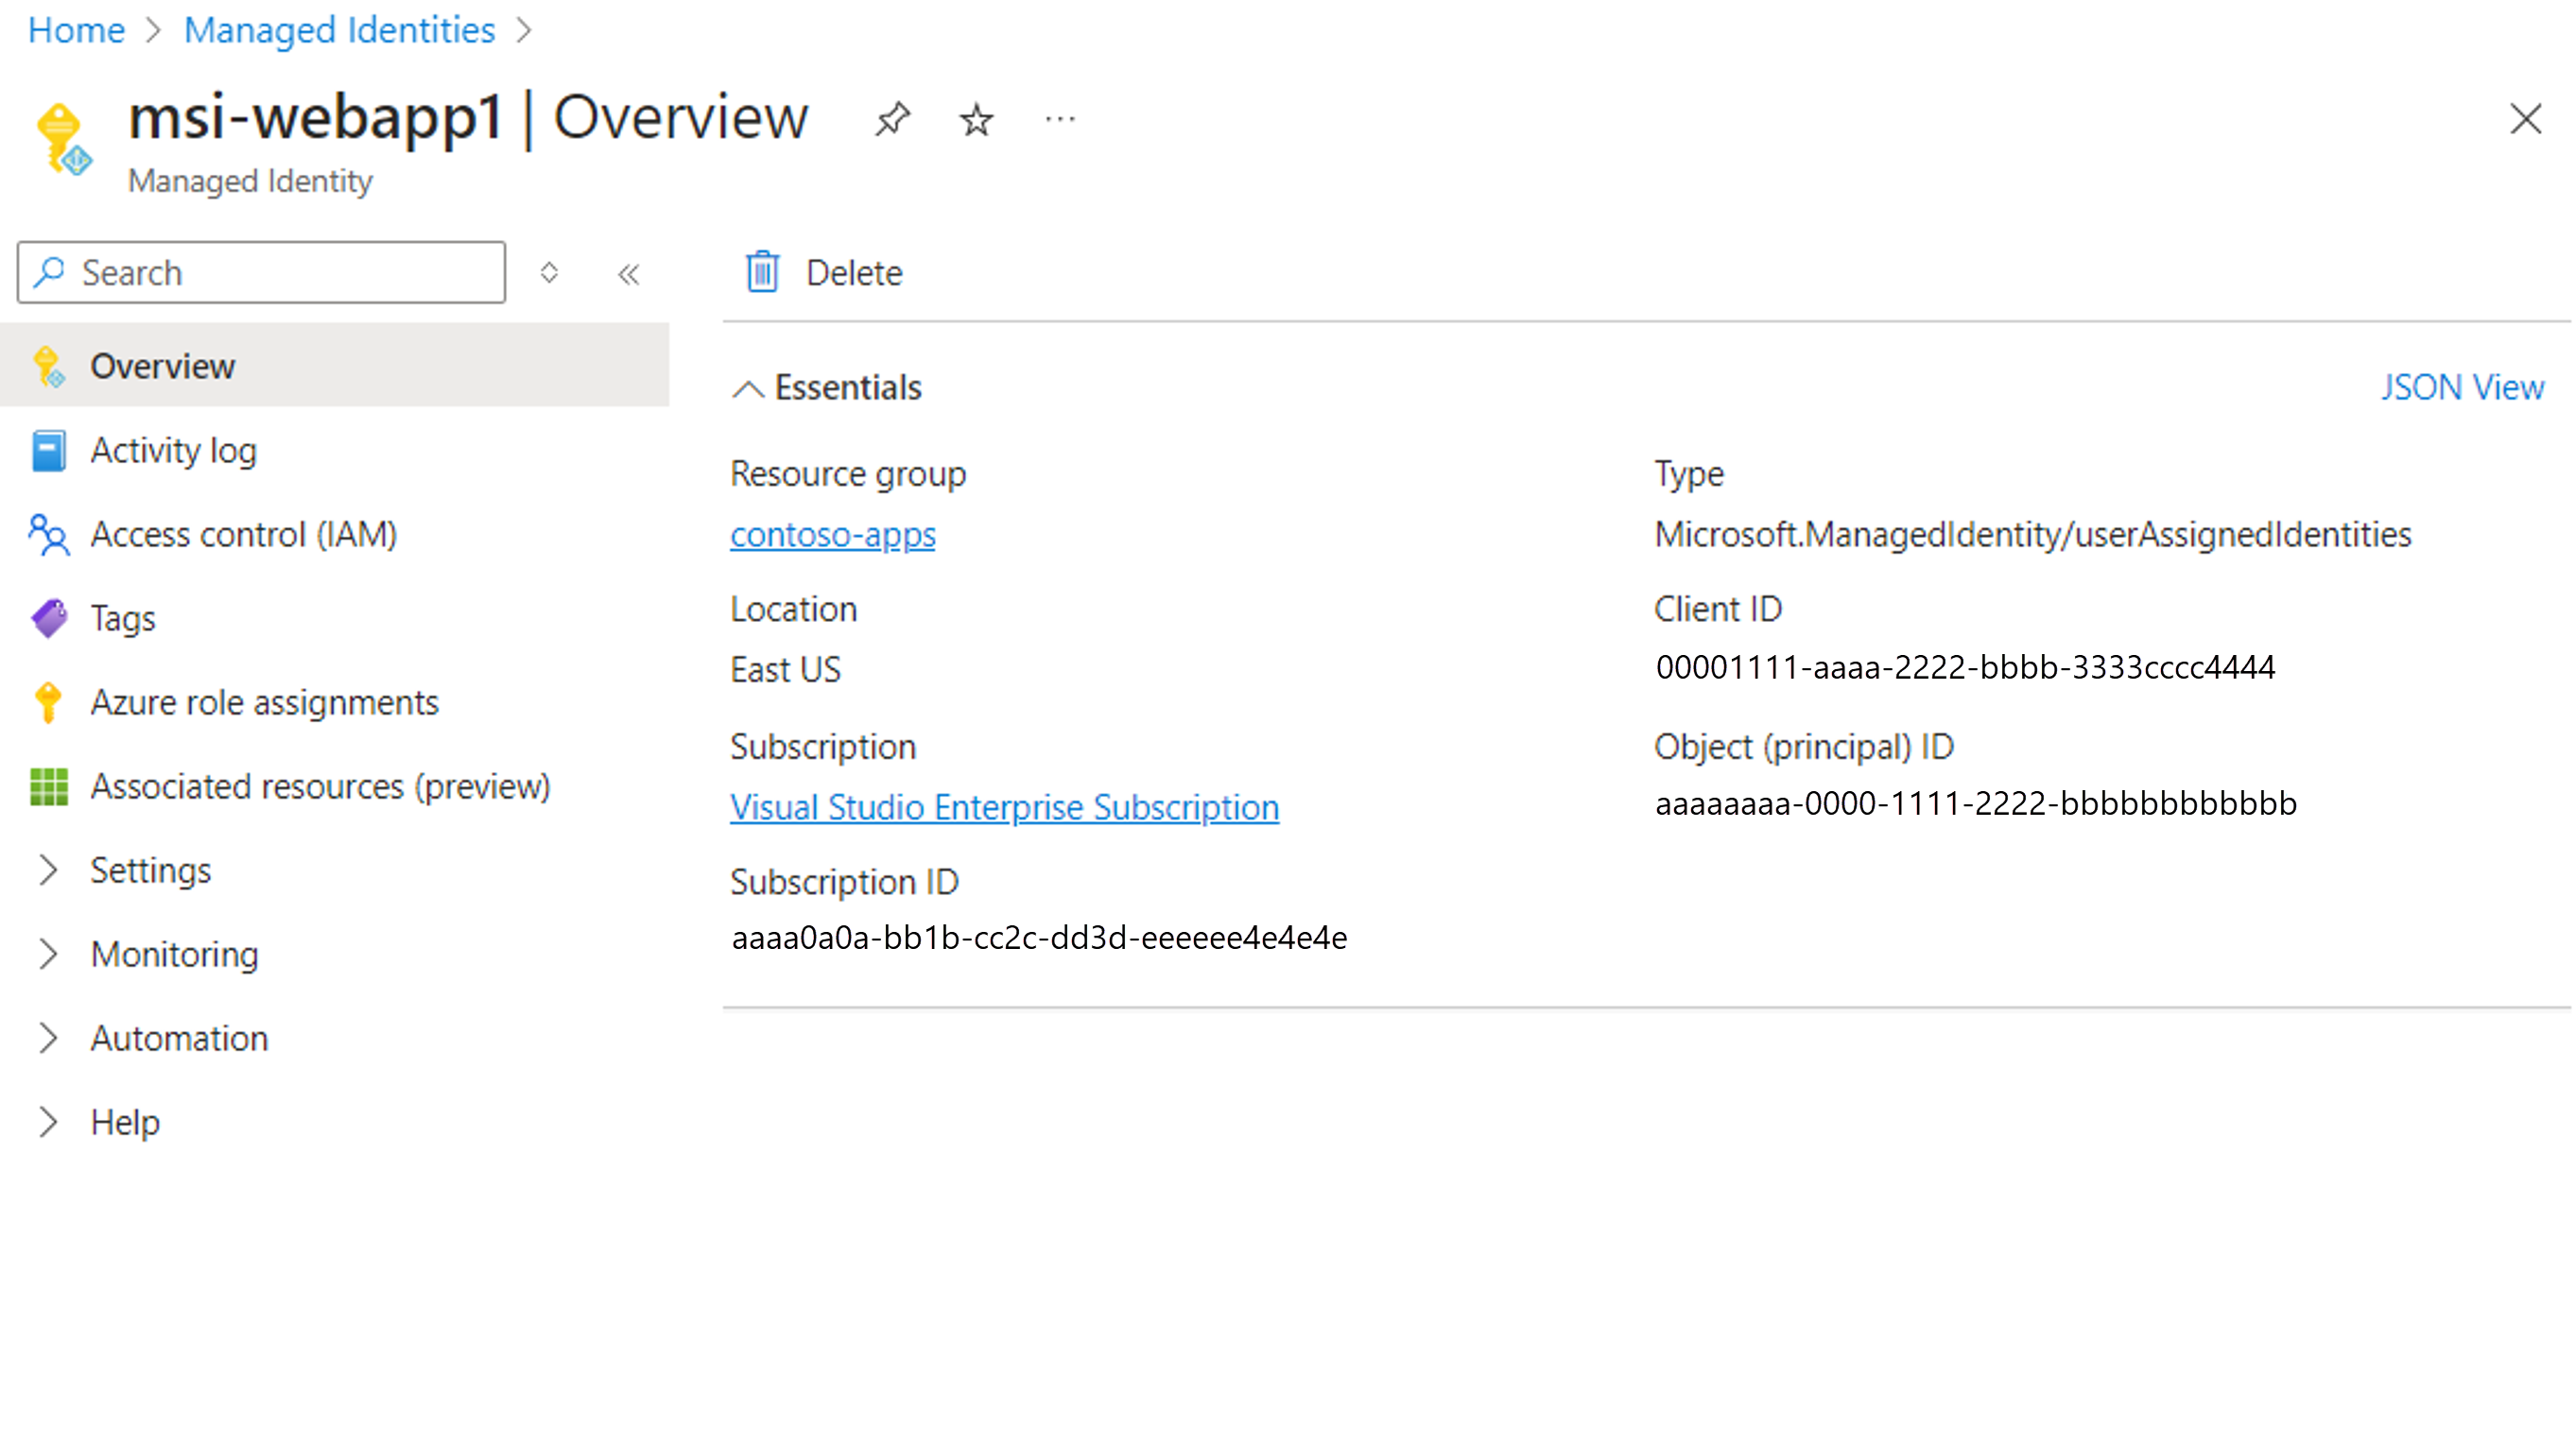 Home > Managed Identities >
msi-webapp1 | Overview
Managed Identity
Search
Delete
Overview
Activity log
Access control (IAM)
Tags
Azure role assignments
Associated resources (preview)
Settings
Monitoring
Automation
Help
Essentials
JSON View
Resource group
contoso-apps
Location
East US
Subscription
Visual Studio Enterprise Subscription
Subscription ID
aaaa0a0a-bb1b-cc2c-dd3d-eeeeee4e4e4e
Type
Microsoft.ManagedIdentity/userAssignedIdentities
Client ID
00001111-aaaa-2222-bbbb-3333cccc4444
Object (principal) ID
aaaaaaaa-0000-1111-2222-bbbbbbbbbbbb